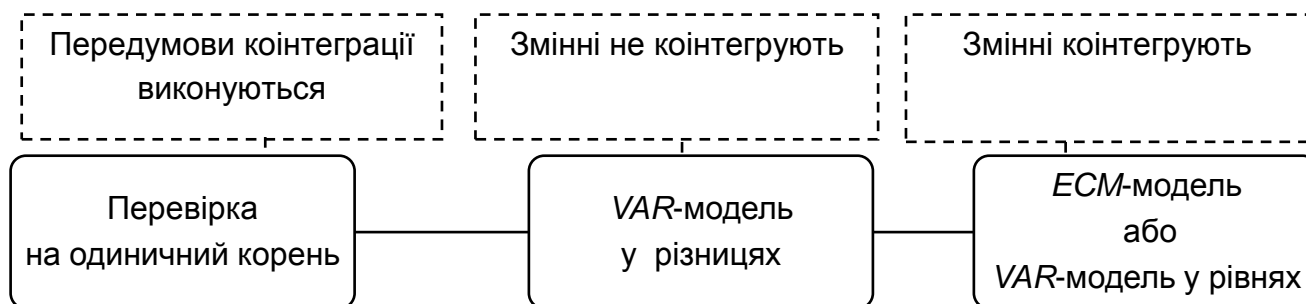 Передумови коінтеграції
виконуються
Змінні не коінтегрують
Змінні коінтегрують
Перевірка
на одиничний корень
VAR-модель
у різницях
ECM-модель
або
VAR-модель у рівнях